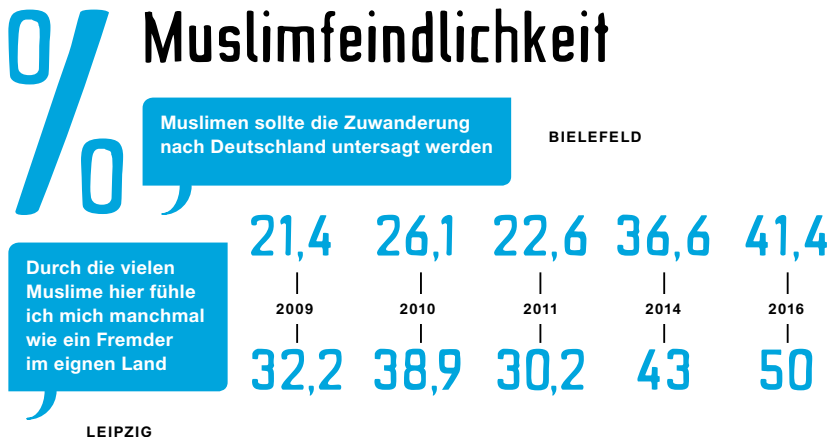 %
Muslimfeindlichkeit
Muslimen sollte die Zuwanderung
nach Deutschland untersagt werden
BIELEFELD
21,4 26,1 22,6 36,6 41,4
2009 2010 2011 2014 2016
32,2 38,9 30,2 43 50
Durch die vielen
Muslime hier fühle
ich mich manchmal
wie ein Fremder
im eignen Land
LEIPZIG